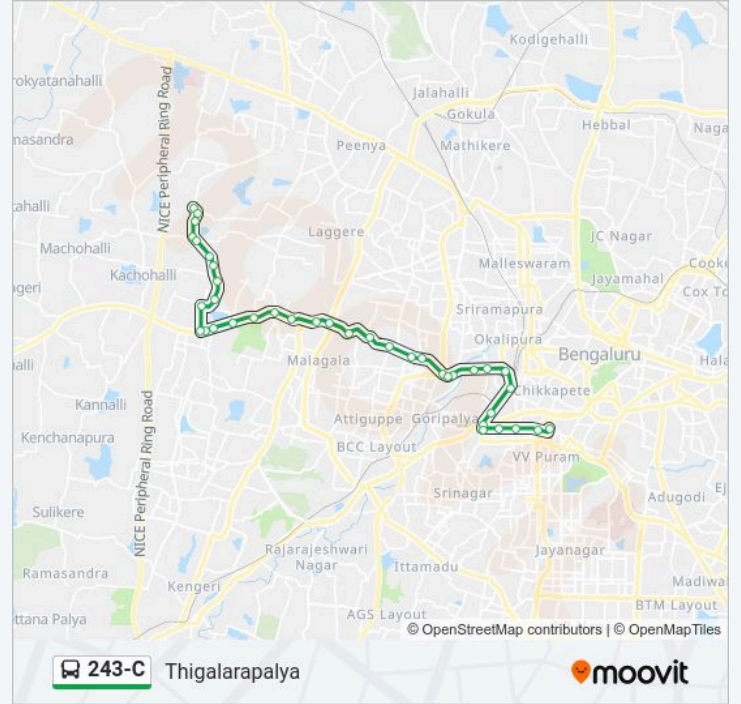 Kodigehalli
rokyatanahalli
NICE Peripheral Ring Road
Jalahalli
Gokula
Hebbal
Naga
masandra
Peenya
Mathikere
ahalli
Laggere
JC Nagar
Machohalli
Malleswaram
Cooke
Kachohalli
Jayamahal
Cox To
ageri
Sriramapura
Okalipura
Bengaluru
Hala
alli
Malagala
Chikkapete
Kannalli
Attiguppe
Goripalya
Kenchanapura
NICE Peripheral Ring Road
BCC Layout
VV Puram
Srinagar
Ej
Adugodi
Sulikere
Rajarajeshwari
Nagar
Jayanagar
Ittamadu
Ramasandra
Kengeri
Madiwa
BTM Layout
ttana Palya
AGS Layout
© OpenStreetMap contributors | © OpenMapTiles
243-C Thigalarapalya
moovit